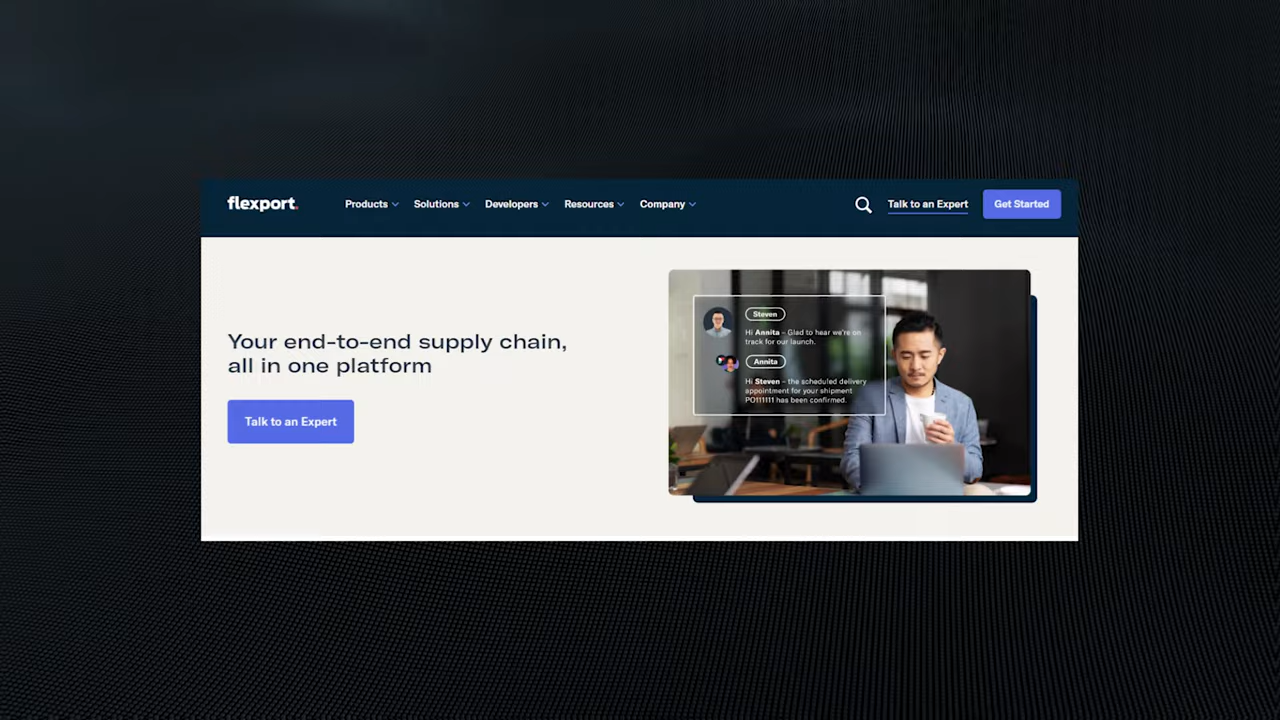 flexport.
Products
Solutions
Developers
Resources
Company
Talk to an Expert
Get Started
Your end-to-end supply chain,
all in one platform
Talk to an Expert
Steven
Hi Annita – Glad to hear we're on
track for our launch.
Annita
Hi Steven – the scheduled delivery
appointment for your shipment
PO111111 has been confirmed.